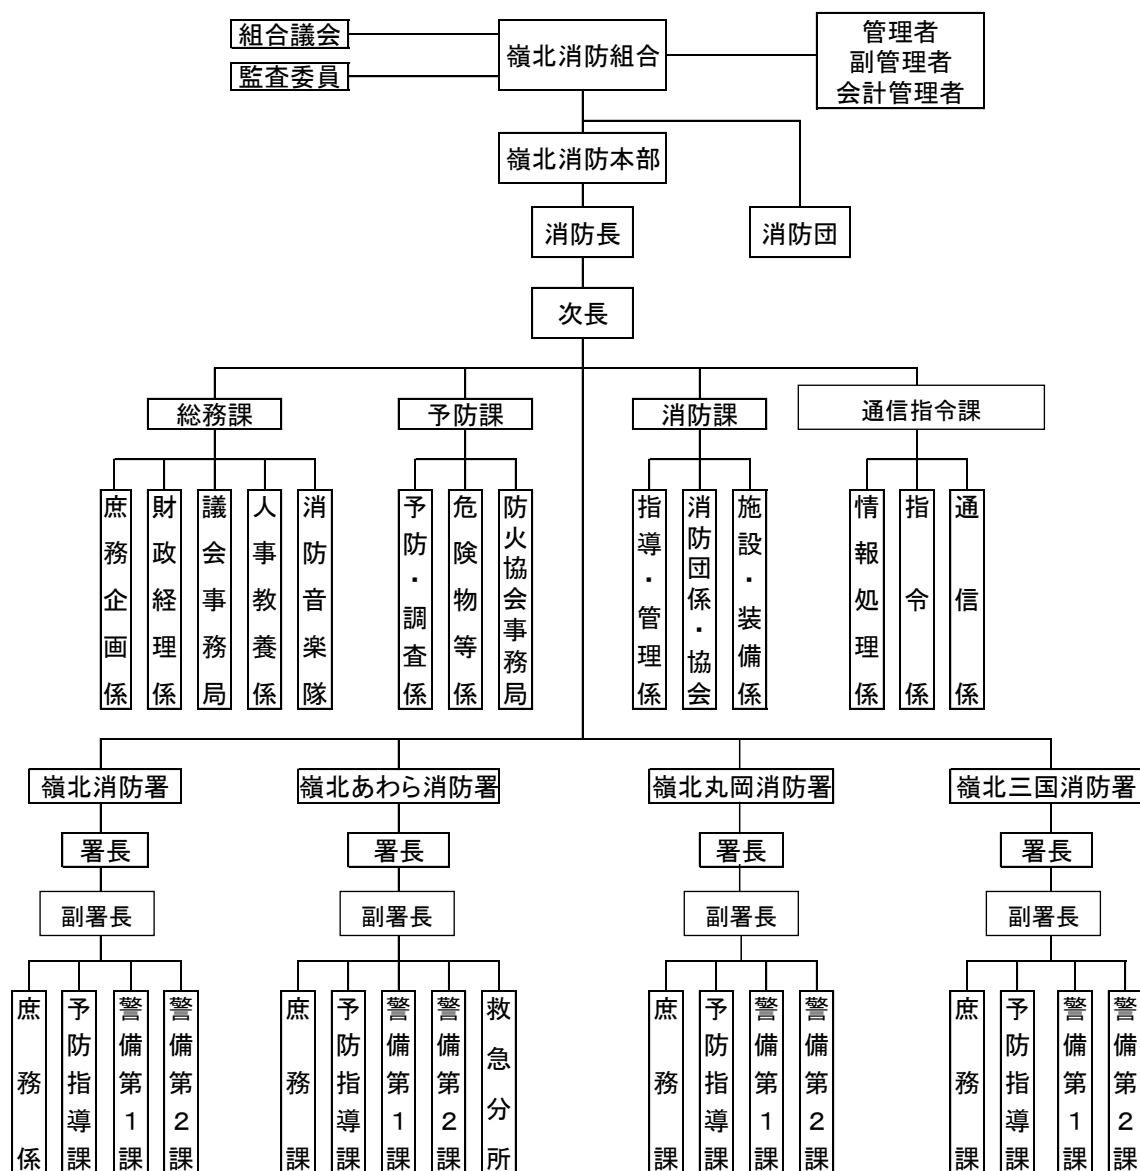 組合議会
監査委員
嶺北消防組合
管理者
副管理者
会計管理者
嶺北消防本部
消防長
消防団
次長
総務課
予防課
消防課
通信指令課
庶務企画係
財政経理係
議会事務局
人事教養係
消防音楽隊
予防・調査係
危険物等係
防火協会事務局
指導・管理係
消防団係・協会
施設・装備係
情報処理係
指令係
通信係
嶺北消防署
嶺北あわら消防署
嶺北丸岡消防署
嶺北三国消防署
署長
署長
署長
署長
副署長
副署長
副署長
副署長
庶務係
予防指導課
警備第1課
警備第2課
庶務課
予防指導課
警備第1課
警備第2課
救急分所
庶務課
予防指導課
警備第1課
警備第2課
庶務課
予防指導課
警備第1課
警備第2課